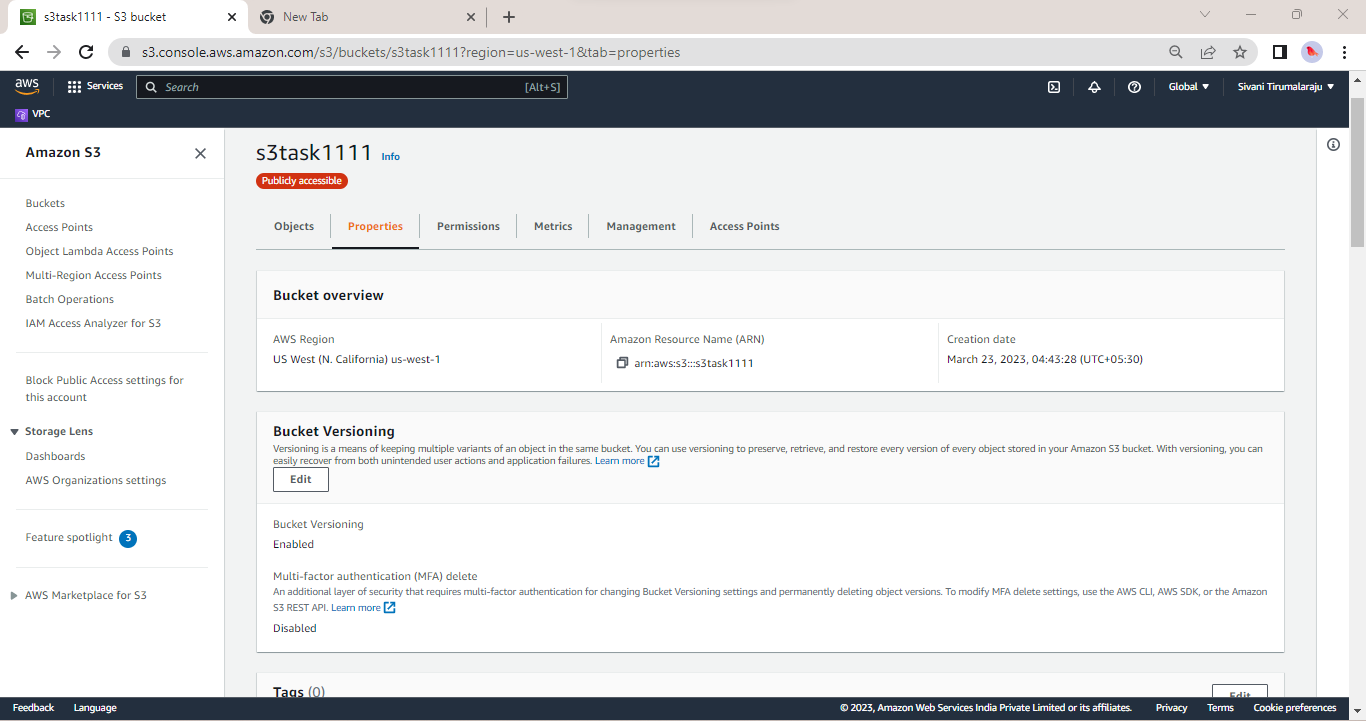 s3task1111 - S3 bucket
New Tab
s3.console.aws.amazon.com/s3/buckets/s3task1111?region=us-west-1&tab=properties
aws
Services
Search
[Alt+S]
Global
Sivani Tirumalaraju
VPC
Amazon S3
Buckets
Access Points
Object Lambda Access Points
Multi-Region Access Points
Batch Operations
IAM Access Analyzer for S3
Block Public Access settings for
this account
Storage Lens
Dashboards
AWS Organizations settings
Feature spotlight 3
AWS Marketplace for S3
s3task1111 Info
Publicly accessible
Objects
Properties
Permissions
Metrics
Management
Access Points
Bucket overview
AWS Region
US West (N. California) us-west-1
Amazon Resource Name (ARN)
arn:aws:s3:::s3task1111
Creation date
March 23, 2023, 04:43:28 (UTC+05:30)
Bucket Versioning
Versioning is a means of keeping multiple variants of an object in the same bucket. You can use versioning to preserve, retrieve, and restore every version of every object stored in your Amazon S3 bucket. With versioning, you can
easily recover from both unintended user actions and application failures. Learn more
Edit
Bucket Versioning
Enabled
Multi-factor authentication (MFA) delete
An additional layer of security that requires multi-factor authentication for changing Bucket Versioning settings and permanently deleting object versions. To modify MFA delete settings, use the AWS CLI, AWS SDK, or the Amazon
S3 REST API. Learn more
Disabled
Tags (0)
Edit
Feedback
Language
© 2023, Amazon Web Services India Private Limited or its affiliates.
Privacy
Terms
Cookie preferences